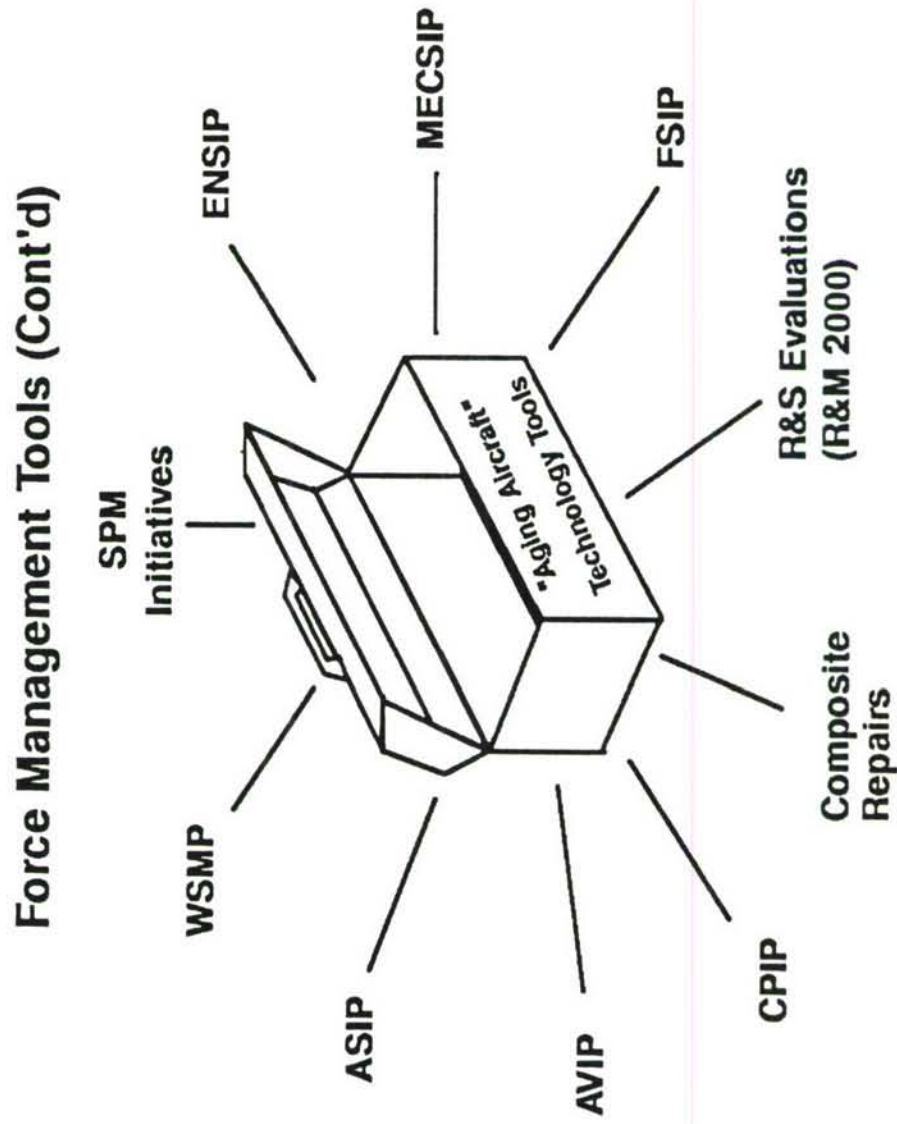 Force Management Tools (Cont'd)
SPM
Initiatives
WSMP
ENSIP
ASIP
MECSIP
AVIP
FSIP
CPIP
Composite
Repairs
R&S Evaluations
(R&M 2000)
"Aging Aircraft"
Technology Tools